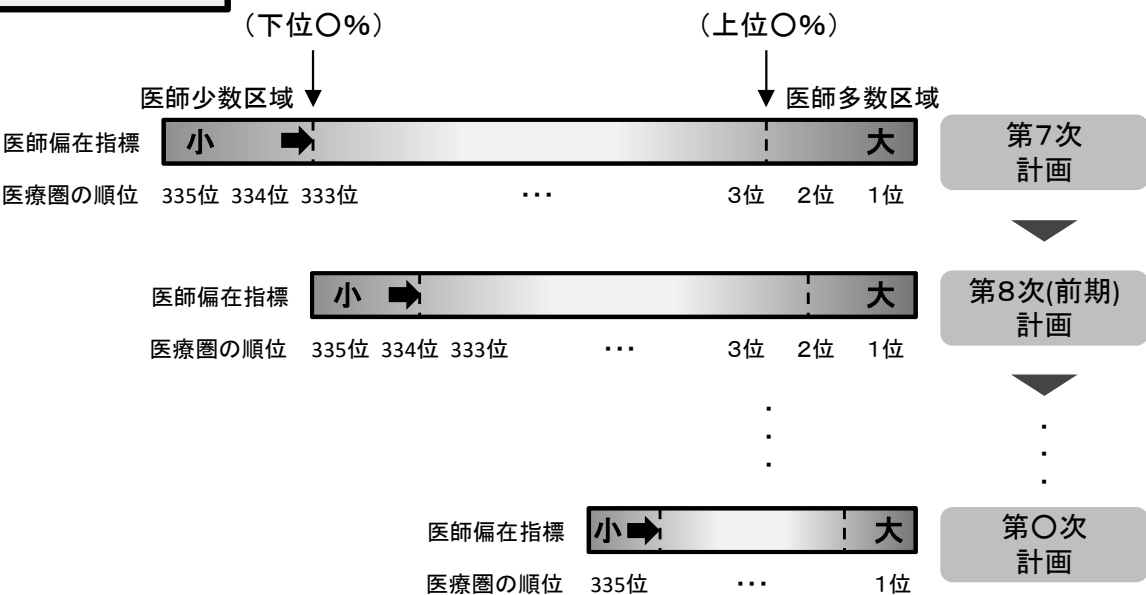 （下位〇%）
（上位〇%）
医師少数区域
医師多数区域
医師偏在指標
小
大
第７次
計画
医療圏の順位
335位 334位 333位
・・・
３位
２位
１位
医師偏在指標
小
大
第８次(前期)
計画
医療圏の順位
335位 334位 333位
・・・
３位
２位
１位
・
・
・
・
・
・
医師偏在指標
小
大
第〇次
計画
医療圏の順位
335位
・・・
１位